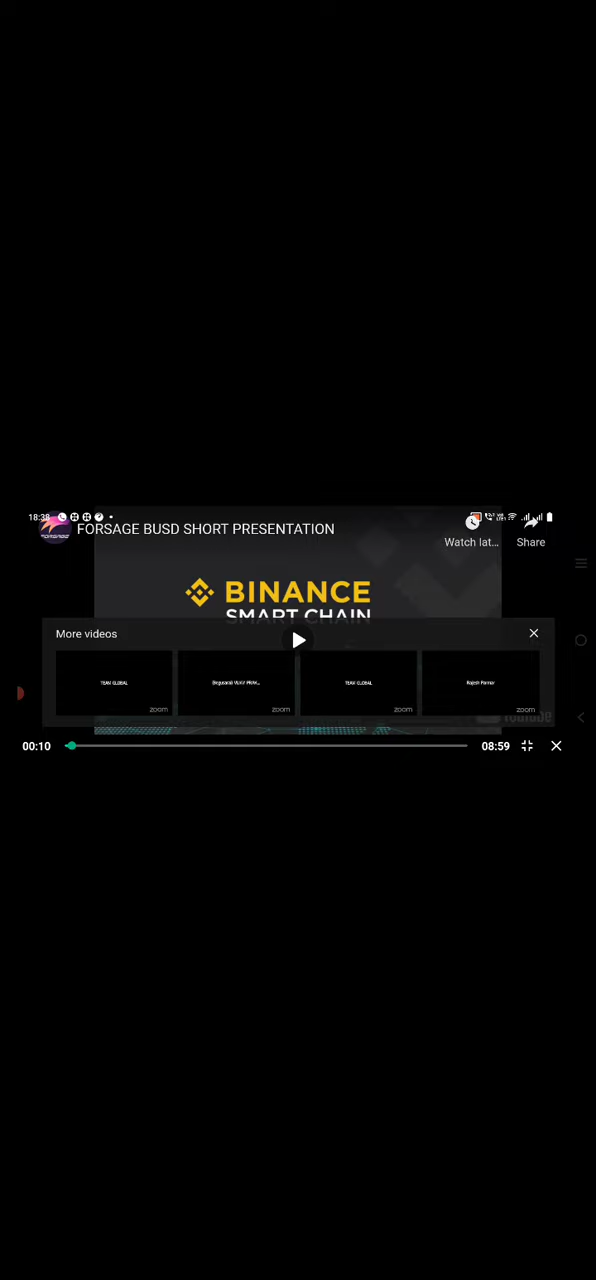 18:38
FORSAGE BUSD SHORT PRESENTATION
Watch lat...
Share
BINANCE
SMART CHAIN
More videos
TEAM GLOBAL
TEAM GLOBAL
Rajesh Parmar
zoom
zoom
zoom
zoom
YouTube
00:10
08:59